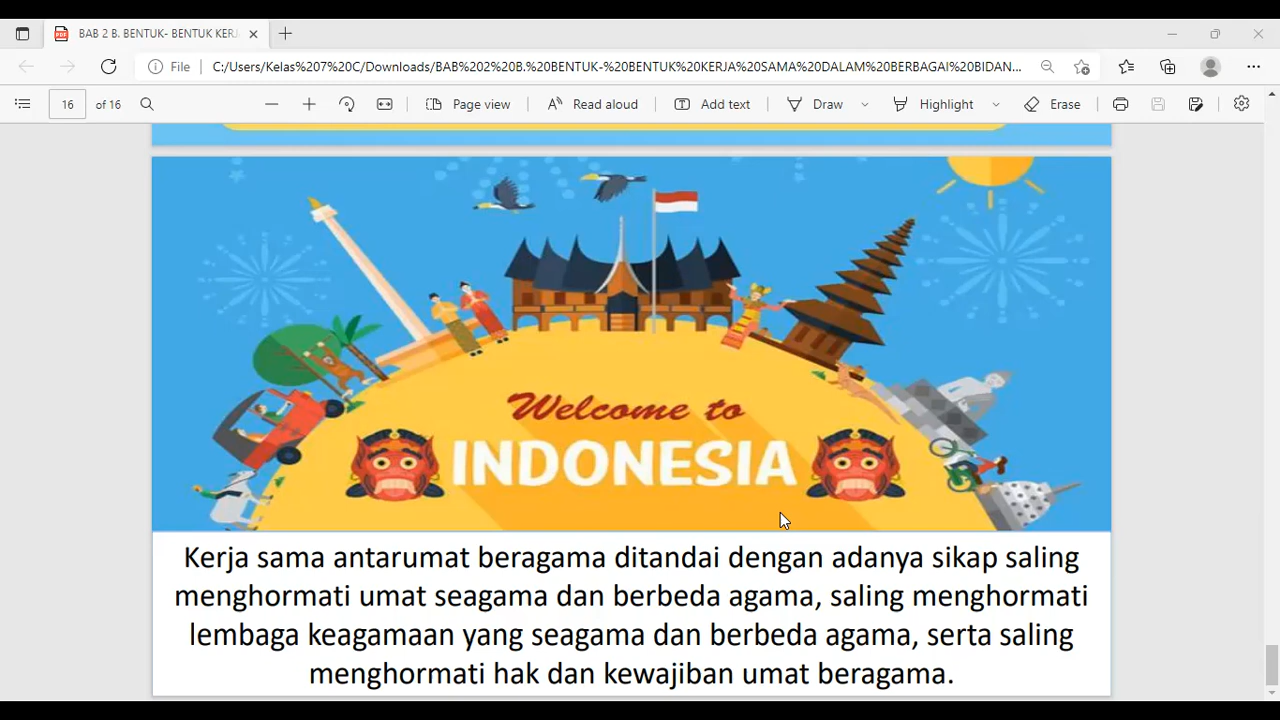 BAB 2 B. BENTUK- BENTUK KERJ
File
C:/Users/Kelas%207%20C/Downloads/BAB%202%20B.%20BENTUK-%20BENTUK%20KERJA%20SAMA%20DALAM%20BERBAGAI%20BIDAN...
16 of 16
Page view
Read aloud
Add text
Draw
Highlight
Erase
Welcome to
INDONESIA
Kerja sama antarumat beragama ditandai dengan adanya sikap saling
menghormati umat seagama dan berbeda agama, saling menghormati
lembaga keagamaan yang seagama dan berbeda agama, serta saling
menghormati hak dan kewajiban umat beragama.